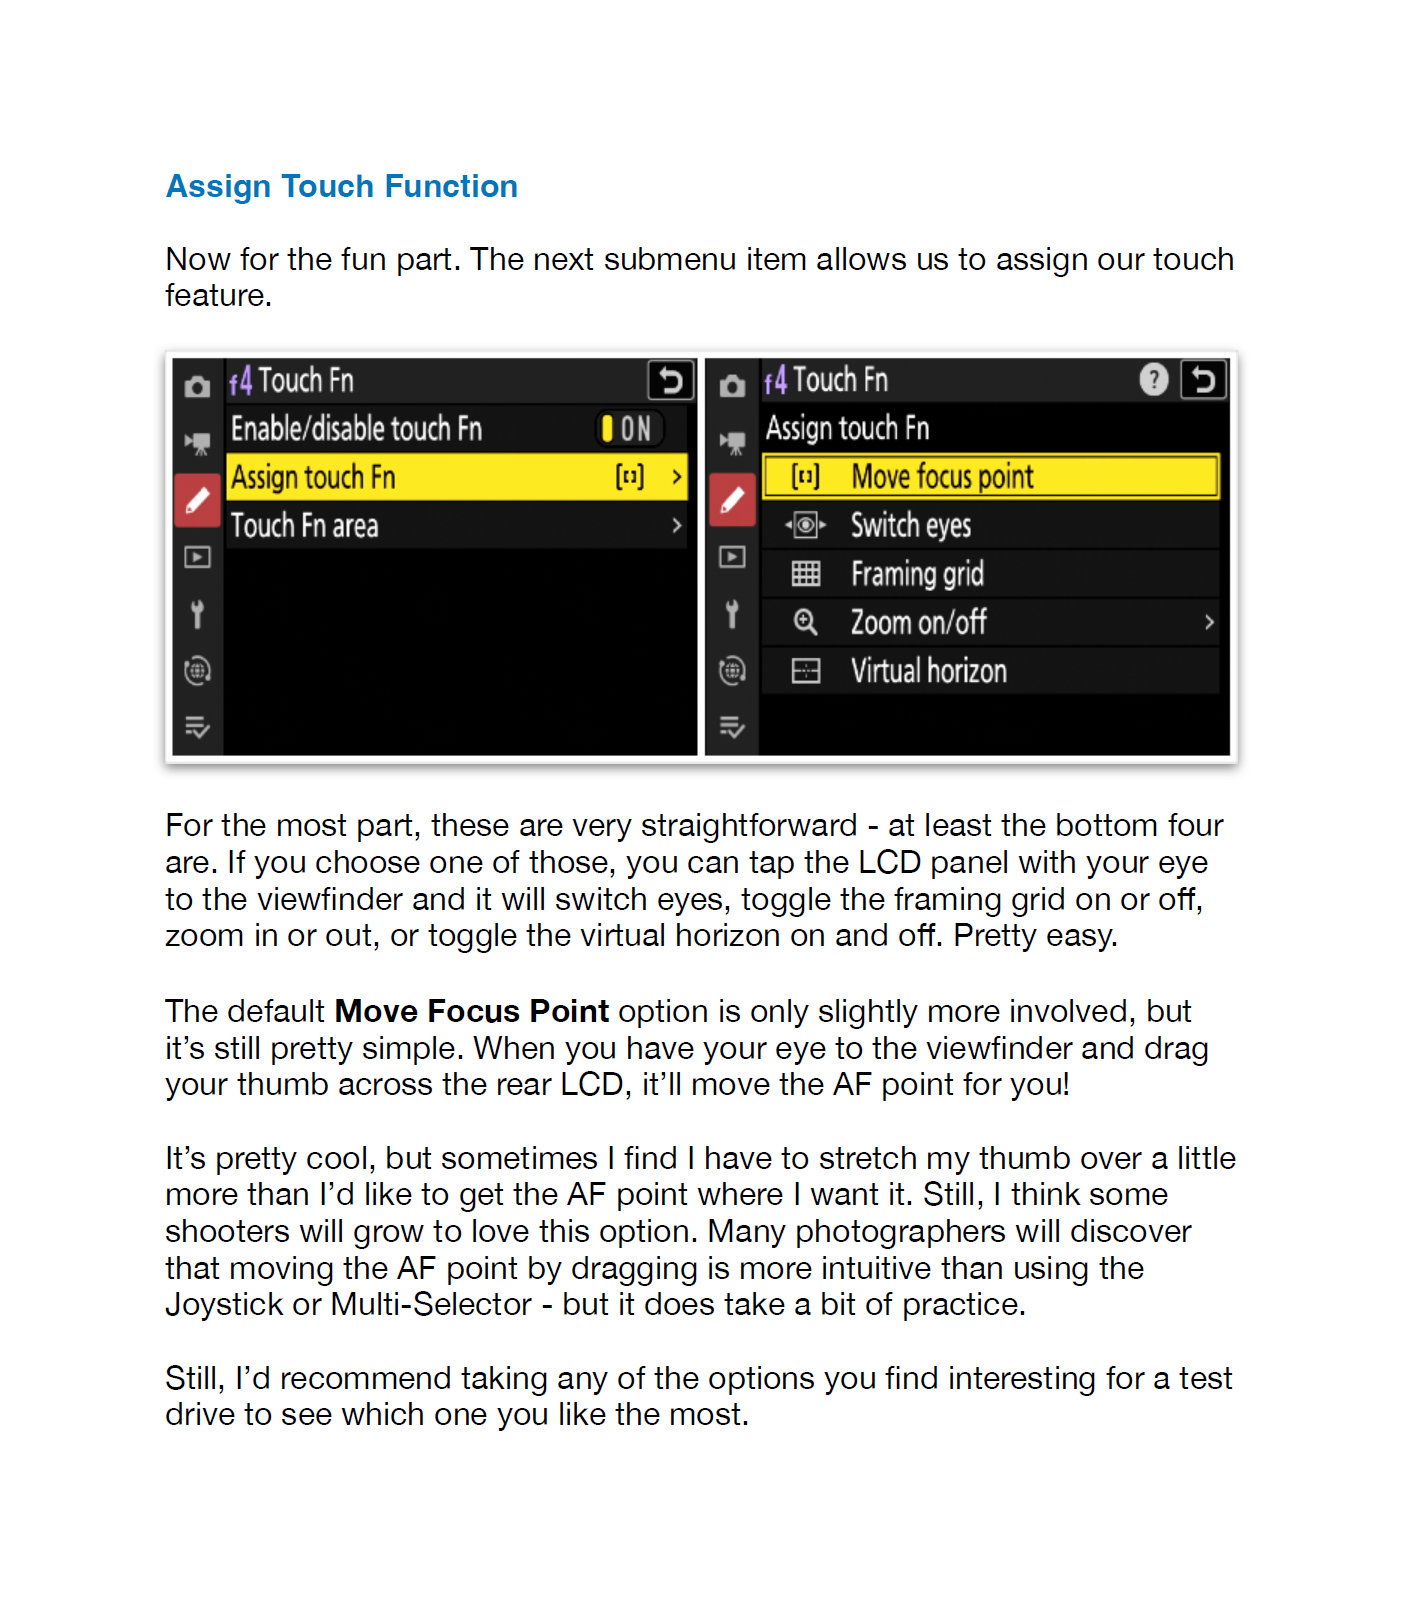 Assign Touch Function
Now for the fun part. The next submenu item allows us to assign our touch
feature.
f4 Touch Fn
Enable/disable touch Fn ON
Assign touch Fn
Touch Fn area
f4 Touch Fn ?
Assign touch Fn
Move focus point
Switch eyes
Framing grid
Zoom on/off
Virtual horizon
For the most part, these are very straightforward - at least the bottom four
are. If you choose one of those, you can tap the LCD panel with your eye
to the viewfinder and it will switch eyes, toggle the framing grid on or off,
zoom in or out, or toggle the virtual horizon on and off. Pretty easy.
The default Move Focus Point option is only slightly more involved, but
it’s still pretty simple. When you have your eye to the viewfinder and drag
your thumb across the rear LCD, it’ll move the AF point for you!
It’s pretty cool, but sometimes I find I have to stretch my thumb over a little
more than I’d like to get the AF point where I want it. Still, I think some
shooters will grow to love this option. Many photographers will discover
that moving the AF point by dragging is more intuitive than using the
Joystick or Multi-Selector - but it does take a bit of practice.
Still, I’d recommend taking any of the options you find interesting for a test
drive to see which one you like the most.